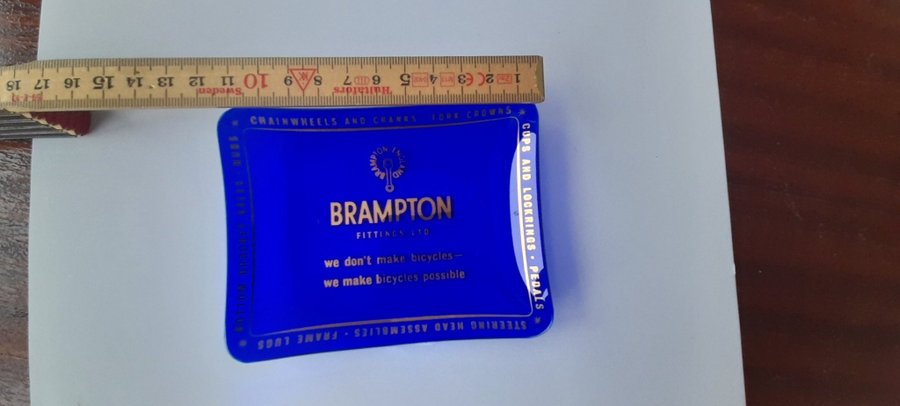 1 2 3 4 5 6 7 8 9 10 11 12 13 14 15 16 17 18
Hultafors
Sweden
CHAINWHEELS AND CRANKS · FORK CROWNS
CUPS AND LOCKRINGS · PEDALS
STEERING HEAD ASSEMBLIES · FRAME LUGS
BRAMPTON ENGLAND
BRAMPTON
FITTINGS LTD
we don't make bicycles—
we make bicycles possible